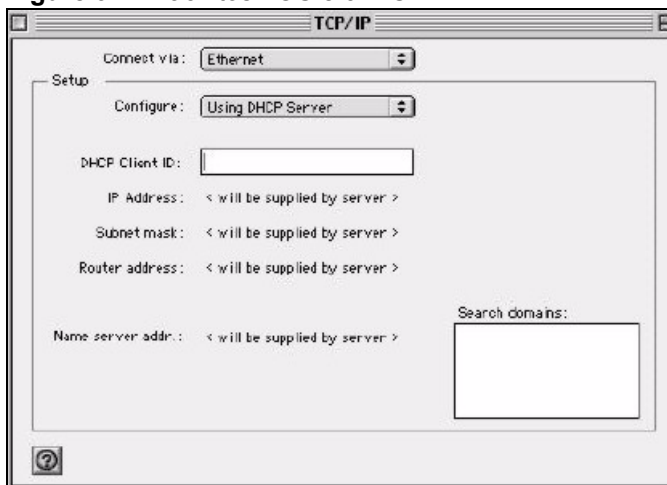 TCP/IP
Connect via: Ethernet
Setup
Configure: Using DHCP Server
DHCP Client ID:
IP Address: < will be supplied by server >
Subnet mask: < will be supplied by server >
Router address: < will be supplied by server >
Search domains:
Name server addr.: < will be supplied by server >